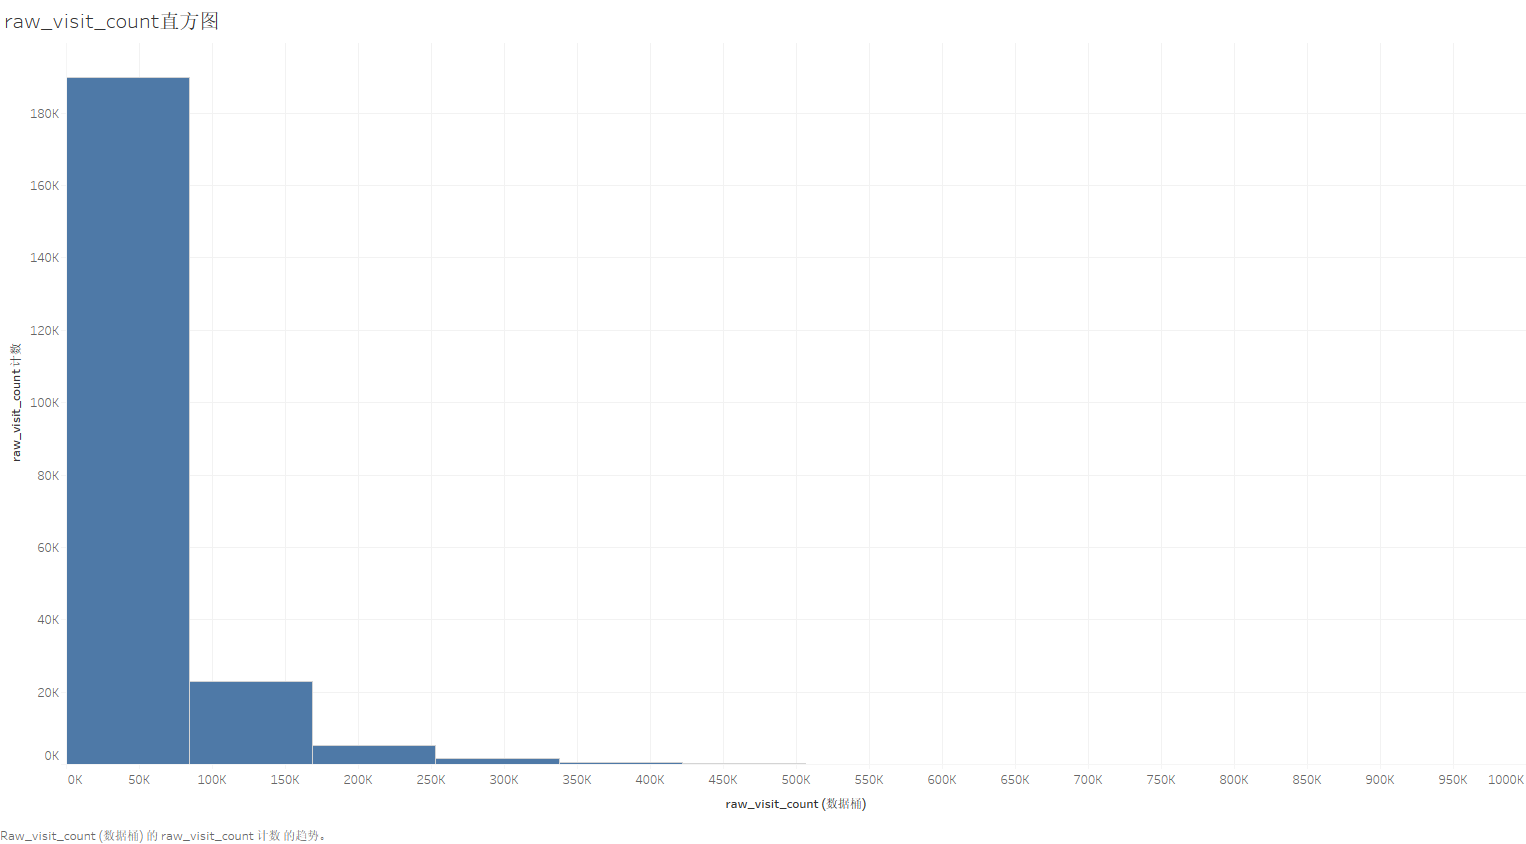 raw_visit_count直方图
180K
160K
140K
120K
100K
80K
60K
40K
20K
0K
raw_visit_count 计数
0K 50K 100K 150K 200K 250K 300K 350K 400K 450K 500K 550K 600K 650K 700K 750K 800K 850K 900K 950K 1000K
raw_visit_count (数据桶)
Raw_visit_count (数据桶) 的 raw_visit_count 计数 的趋势。